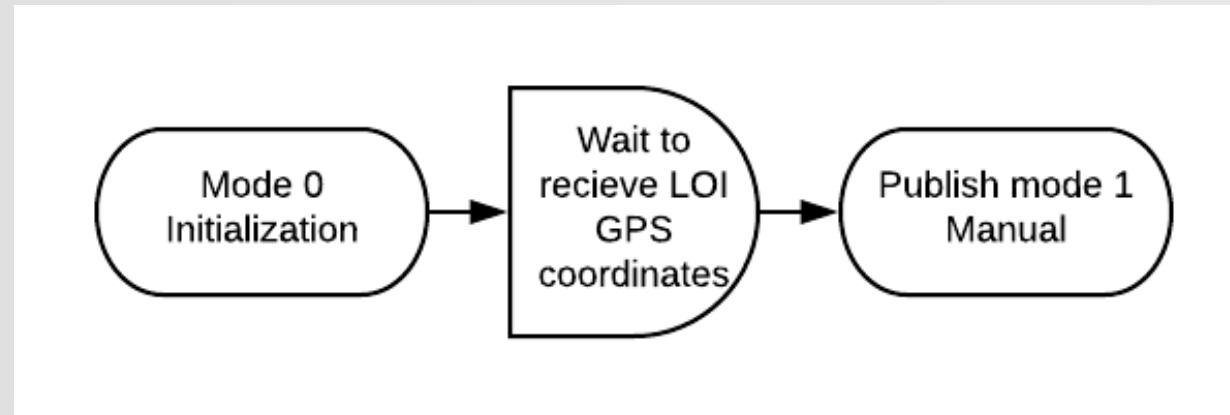 Mode 0
Initialization
Wait to
recieve LOI
GPS
coordinates
Publish mode 1
Manual